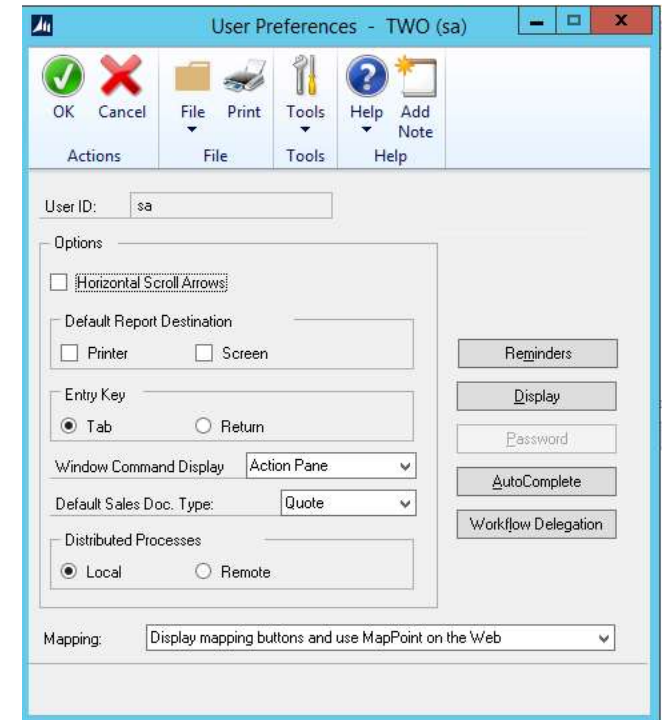 User Preferences - TWO (sa)
OK Cancel File Print Tools Help Add Note
Actions File Tools Help
User ID: sa
Options
Horizontal Scroll Arrows
Default Report Destination
Printer Screen
Reminders
Entry Key
Display
Tab Return
Password
Window Command Display Action Pane
AutoComplete
Default Sales Doc. Type: Quote
Workflow Delegation
Distributed Processes
Local Remote
Mapping: Display mapping buttons and use MapPoint on the Web